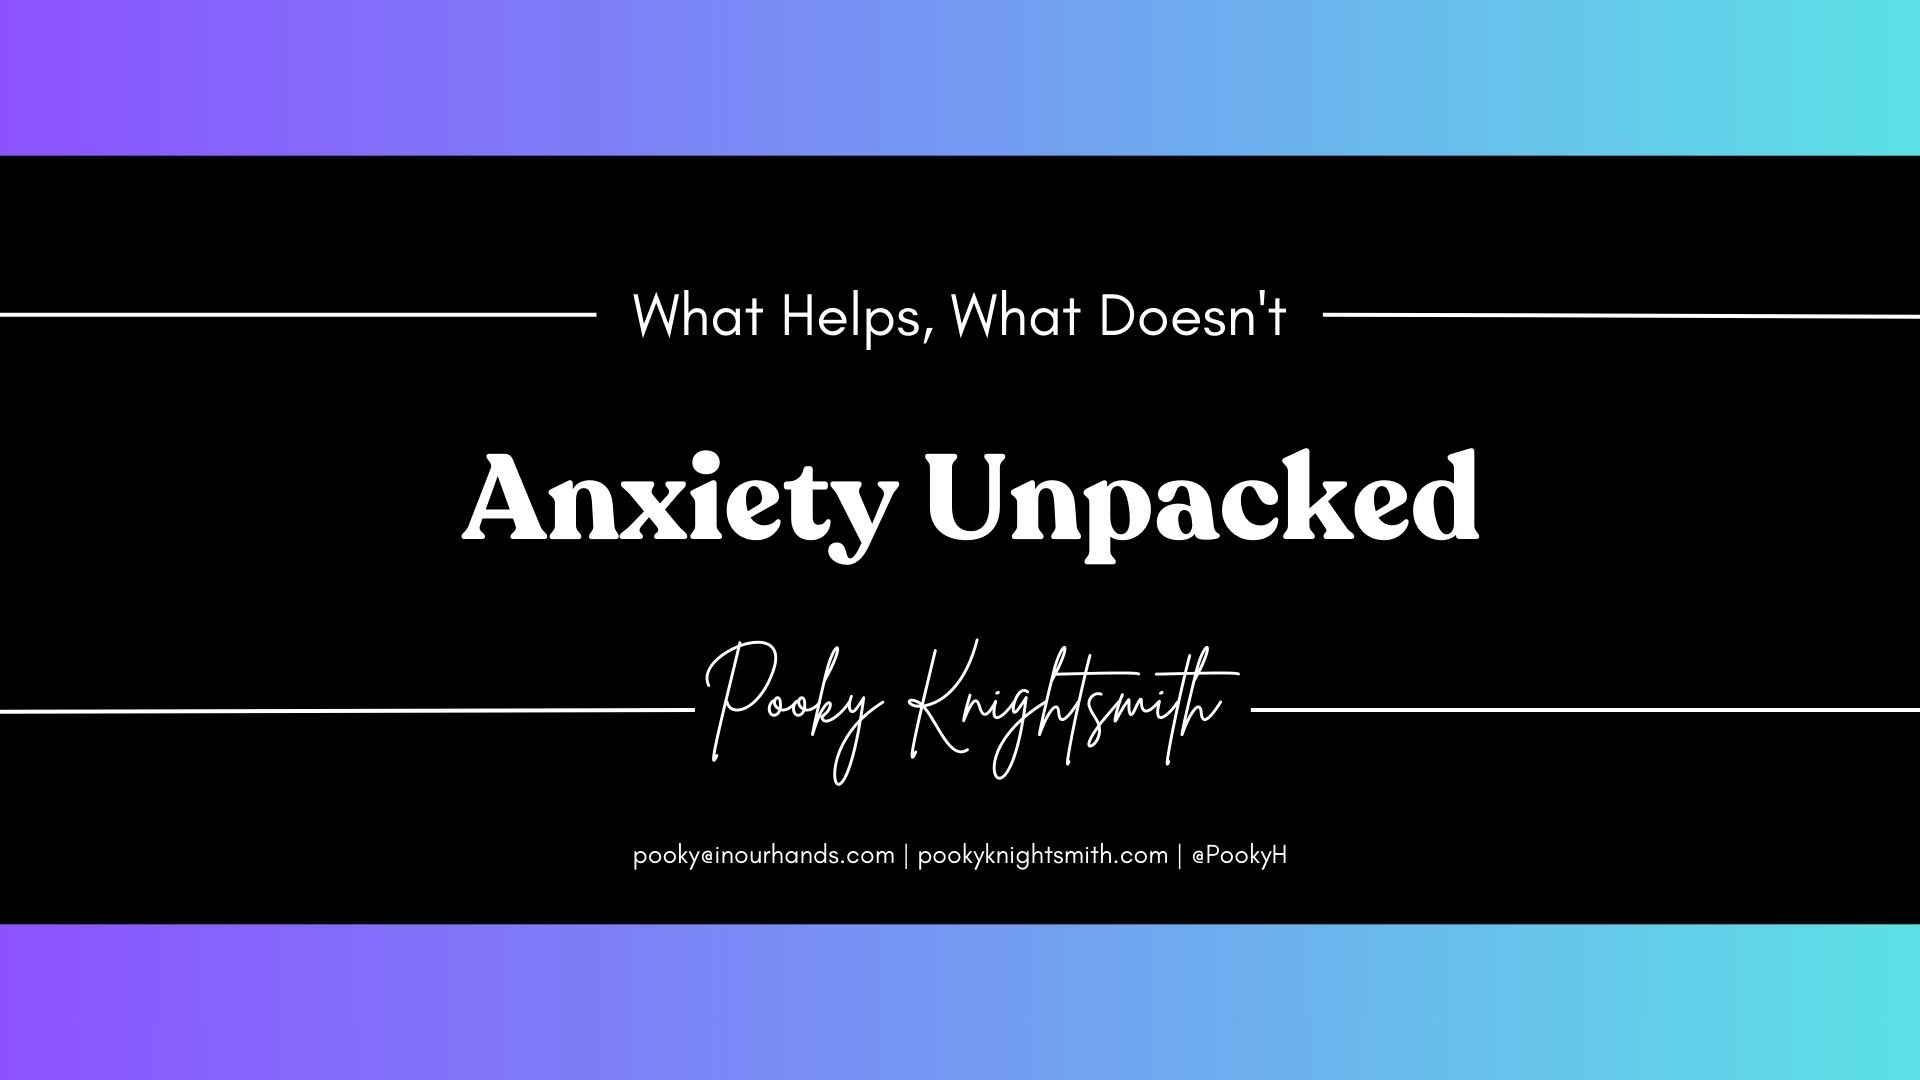 What Helps, What Doesn't
Anxiety Unpacked
Pooky Knightsmith
pooky@inourhands.com | pookyknightsmith.com | @PookyH